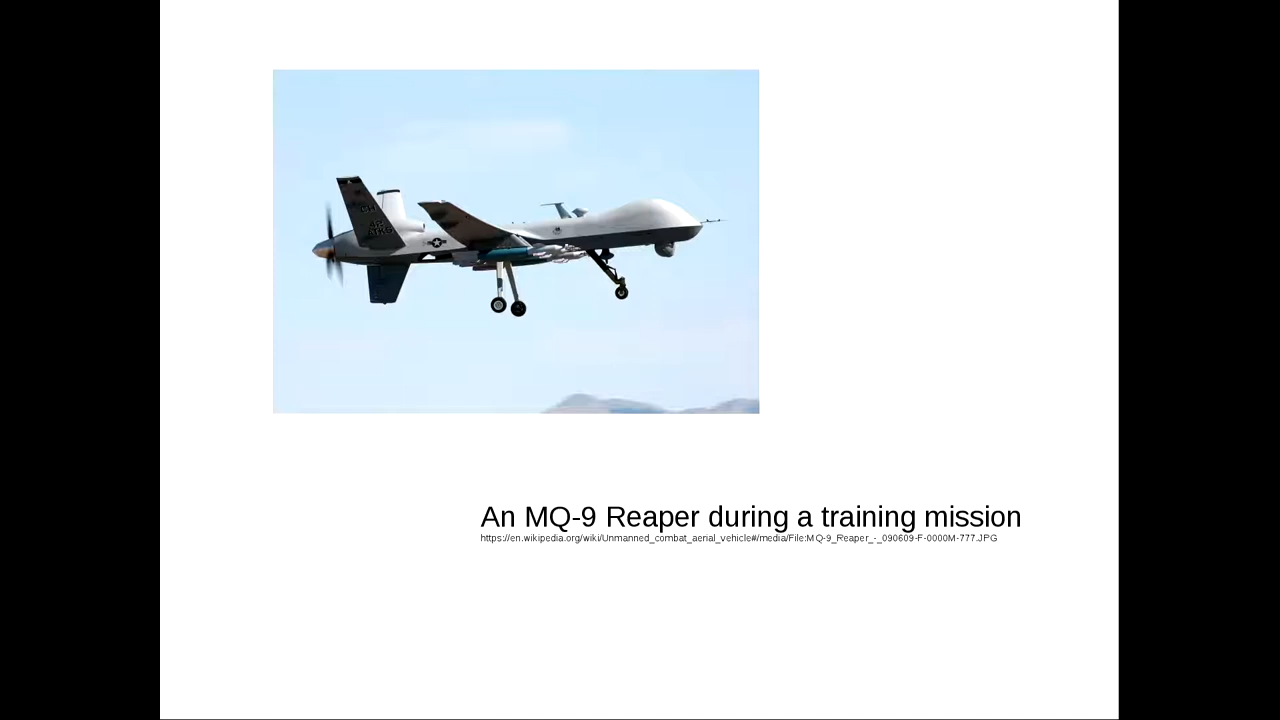 An MQ-9 Reaper during a training mission
https://en.wikipedia.org/wiki/Unmanned_combat_aerial_vehicle#/media/File:MQ-9_Reaper_-_090609-F-0000M-777.JPG